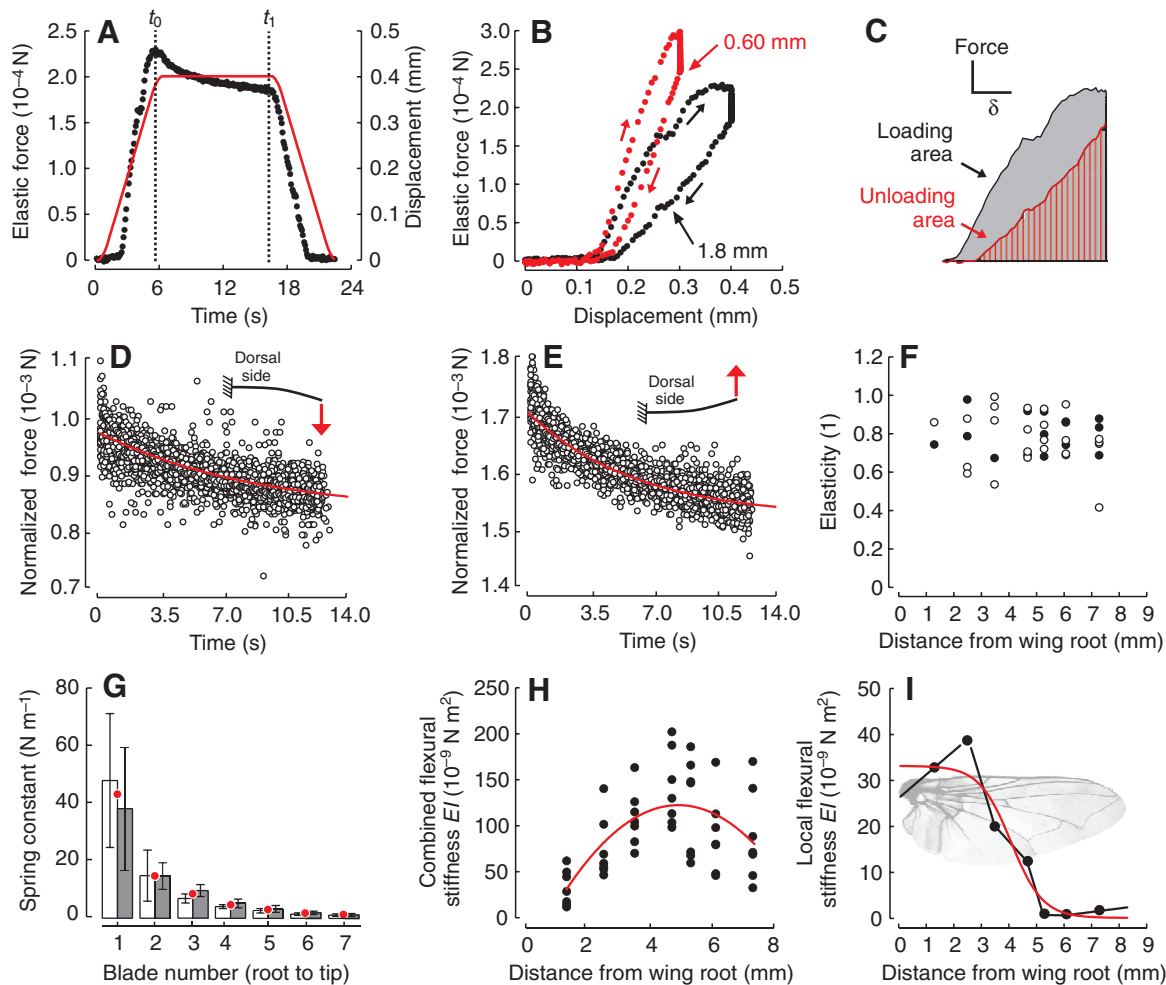 A
t0
t1
2.5
2.0
1.5
1.0
0.5
0
Elastic force (10–4 N)
0.5
0.4
0.3
0.2
0.1
0
Displacement (mm)
0
6
12
18
24
Time (s)
B
3.0
2.5
2.0
1.5
1.0
0.5
0
Elastic force (10–4 N)
0.60 mm
1.8 mm
0
0.1
0.2
0.3
0.4
0.5
Displacement (mm)
C
Force
δ
Loading
area
Unloading
area
D
1.1
1.0
0.9
0.8
0.7
Normalized force (10–3 N)
Dorsal
side
0
3.5
7.0
10.5
14.0
Time (s)
E
1.8
1.7
1.6
1.5
1.4
Normalized force (10–3 N)
Dorsal
side
0
3.5
7.0
10.5
14.0
Time (s)
F
1.2
1.0
0.8
0.6
0.4
0.2
0
Elasticity (1)
0 1 2 3 4 5 6 7 8 9
Distance from wing root (mm)
G
80
60
40
20
0
Spring constant (N m–1)
1 2 3 4 5 6 7
Blade number (root to tip)
H
250
200
150
100
50
0
Combined flexural
stiffness EI (10–9 N m2)
0 2 4 6 8
Distance from wing root (mm)
I
50
40
30
20
10
0
Local flexural
stiffness EI (10–9 N m2)
0 1 2 3 4 5 6 7 8 9
Distance from wing root (mm)